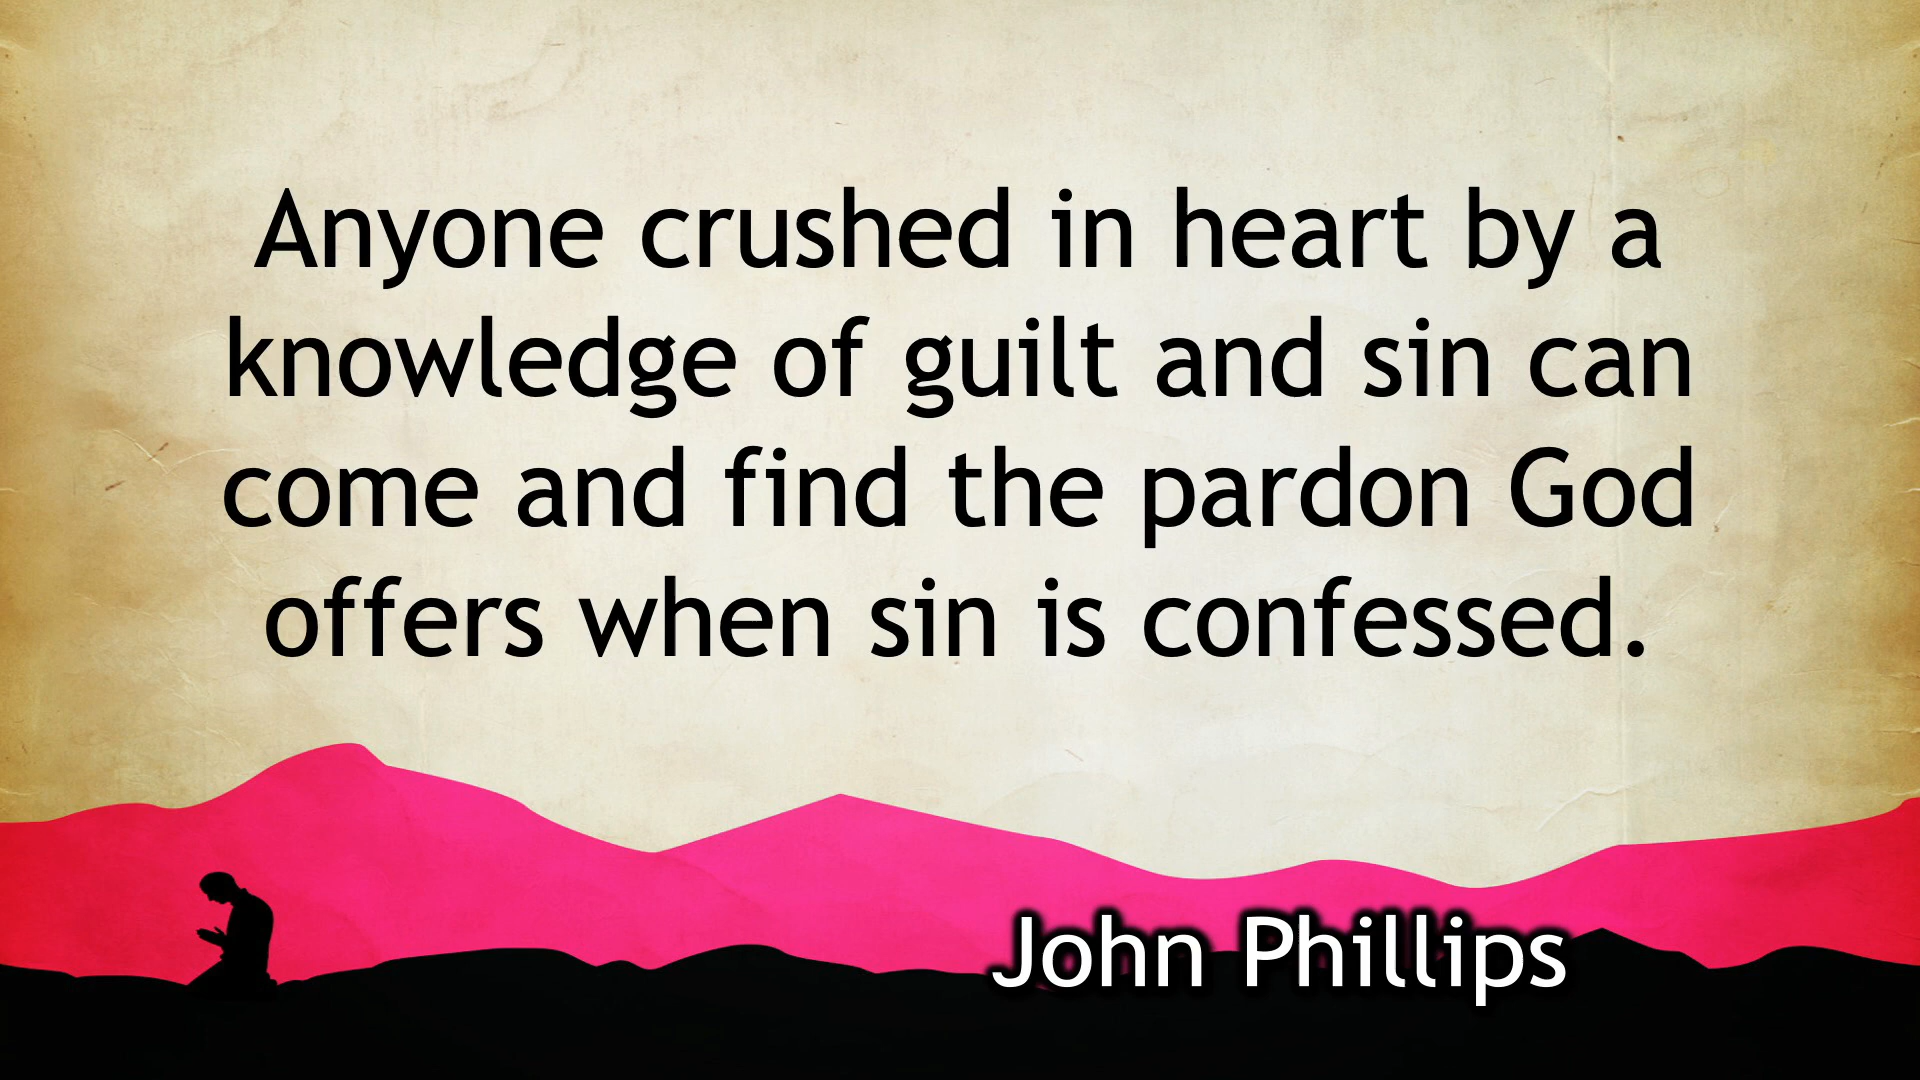 Anyone crushed in heart by a
knowledge of guilt and sin can
come and find the pardon God
offers when sin is confessed.
John Phillips